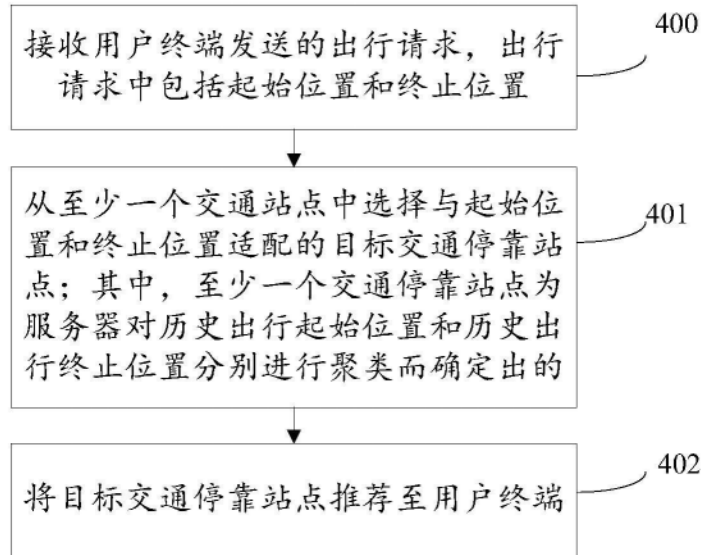 接收用户终端发送的出行请求，出行
请求中包括起始位置和终止位置
400
从至少一个交通站点中选择与起始位
置和终止位置适配的目标交通停靠站
点；其中，至少一个交通停靠站点为
服务器对历史出行起始位置和历史出
行终止位置分别进行聚类而确定出的
401
将目标交通停靠站点推荐至用户终端
402